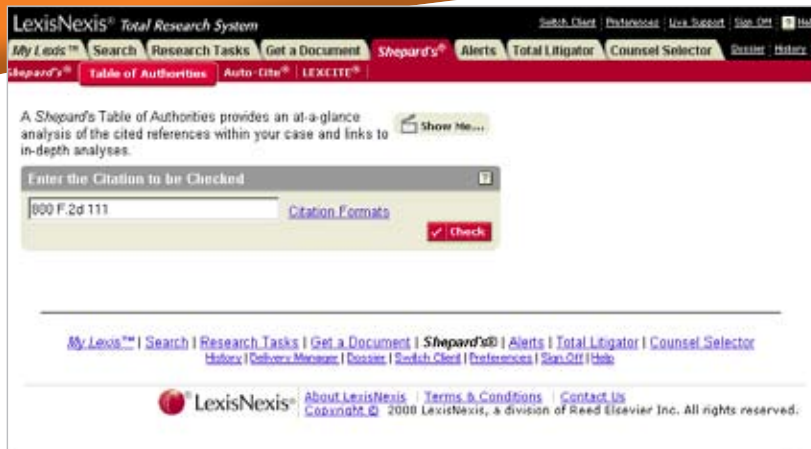 LexisNexis® Total Research System
Switch Client | Preferences | Live Support | Sign Off | ? Help
My Lexis™ Search Research Tasks Get a Document Shepard's® Alerts Total Litigator Counsel Selector Dossier | History
Shepard's® Table of Authorities Auto-Cite® | LEXCITE® |
A Shepard's Table of Authorities provides an at-a-glance
analysis of the cited references within your case and links to
in-depth analyses.
Show Me...
Enter the Citation to be Checked ?
800 F.2d 111 Citation Formats
Check
My Lexis™ | Search | Research Tasks | Get a Document | Shepard's® | Alerts | Total Litigator | Counsel Selector
History | Delivery Manager | Dossier | Switch Client | Preferences | Sign Off | Help
LexisNexis® About LexisNexis | Terms & Conditions | Contact Us
Copyright © 2008 LexisNexis, a division of Reed Elsevier Inc. All rights reserved.